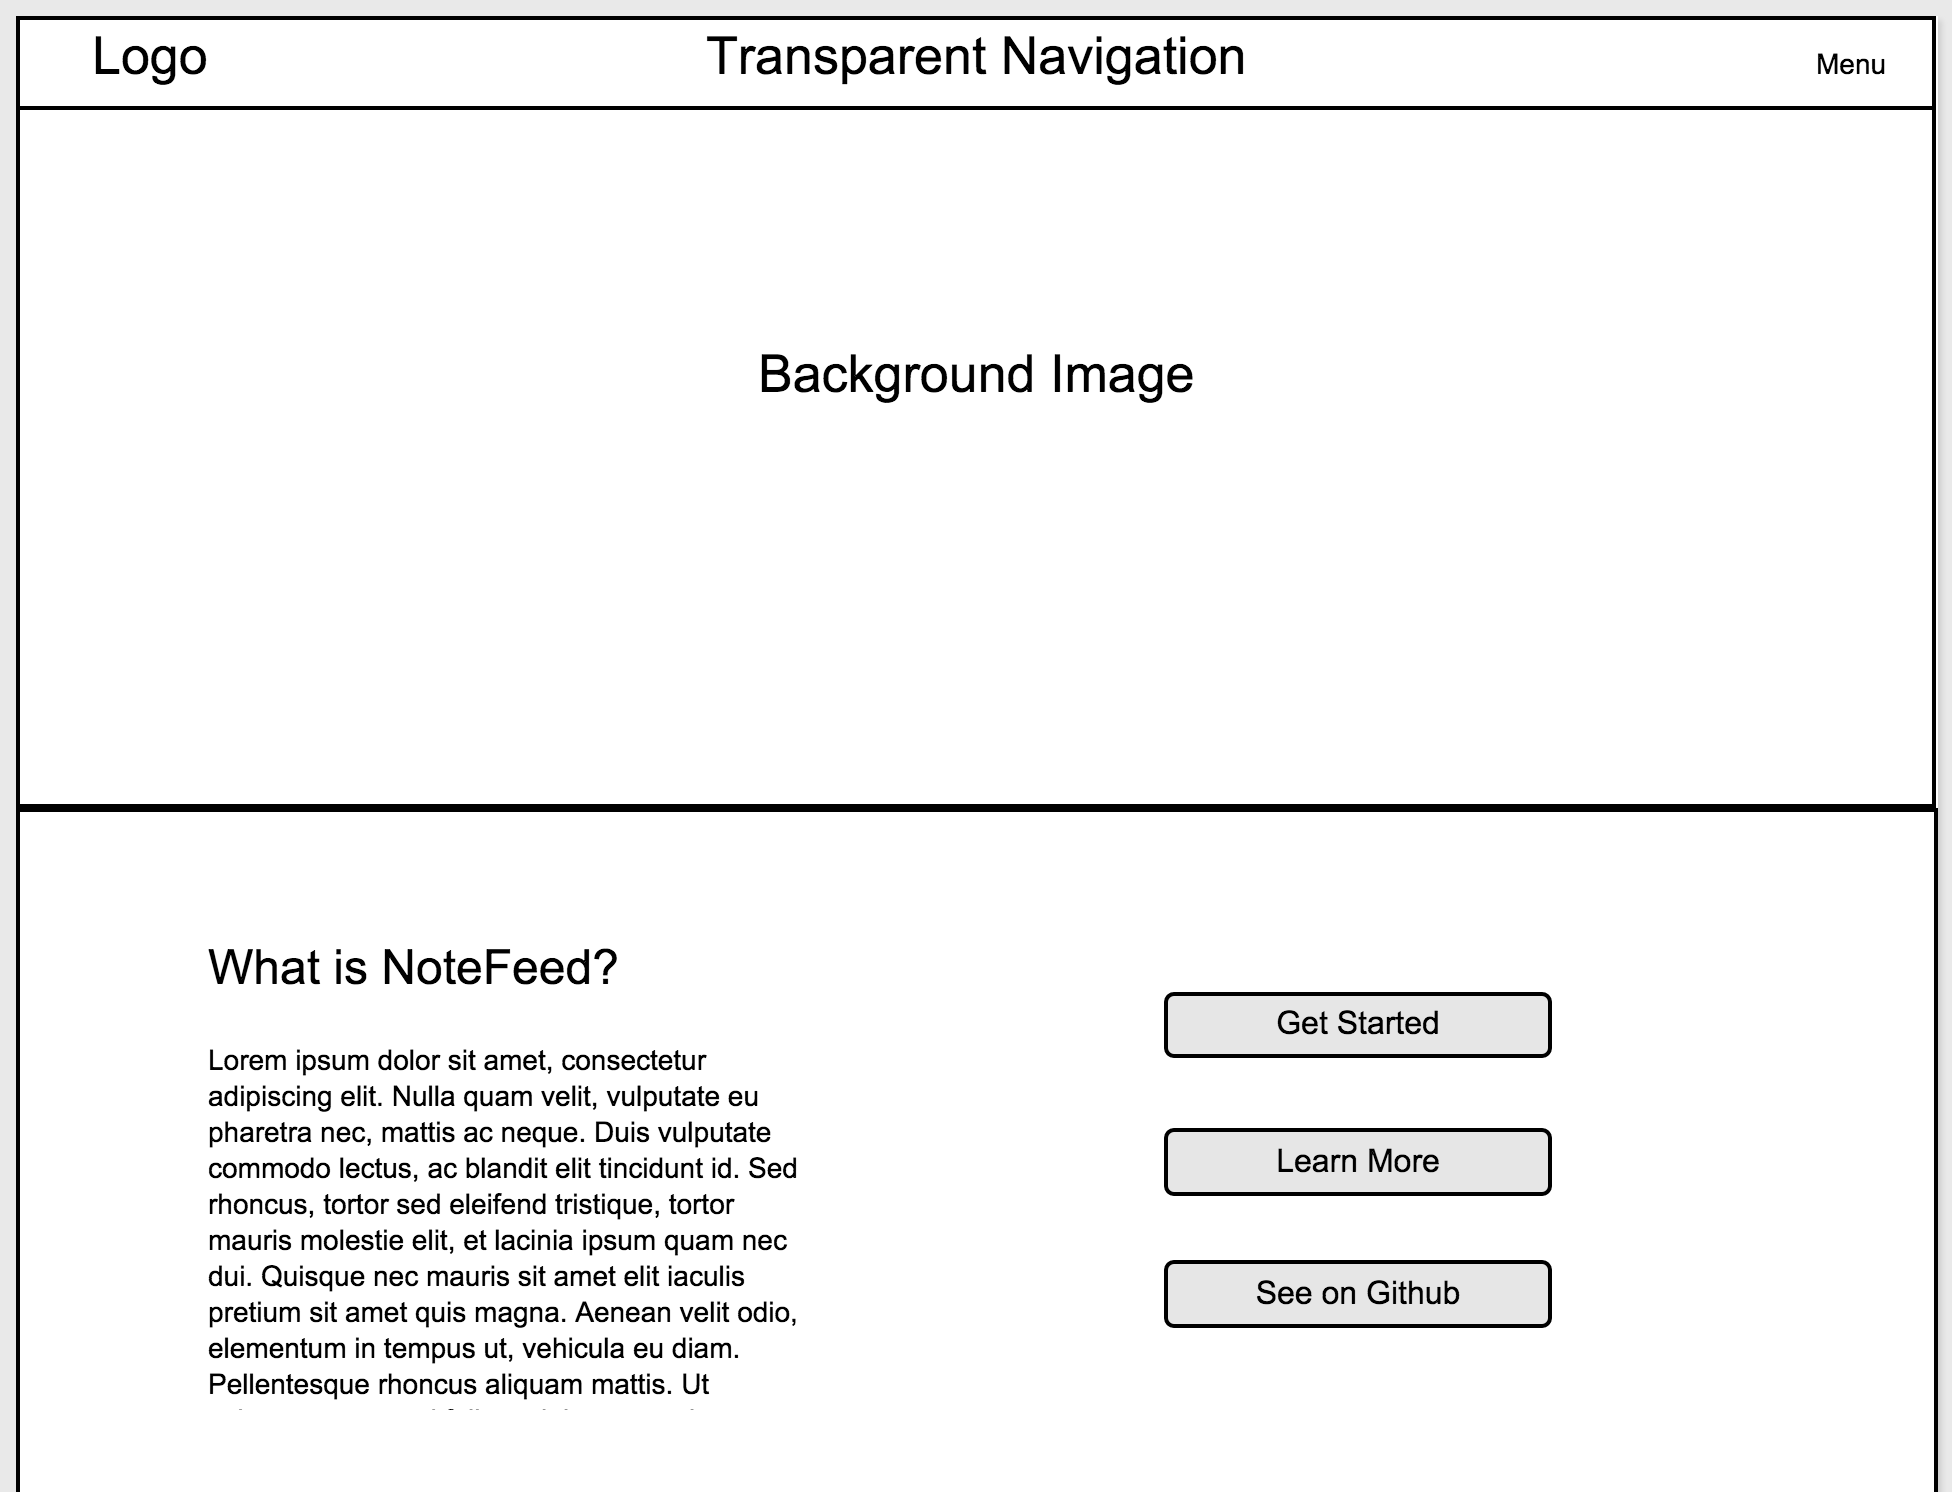 Logo
Transparent Navigation
Menu
Background Image
What is NoteFeed?
Lorem ipsum dolor sit amet, consectetur
adipiscing elit. Nulla quam velit, vulputate eu
pharetra nec, mattis ac neque. Duis vulputate
commodo lectus, ac blandit elit tincidunt id. Sed
rhoncus, tortor sed eleifend tristique, tortor
mauris molestie elit, et lacinia ipsum quam nec
dui. Quisque nec mauris sit amet elit iaculis
pretium sit amet quis magna. Aenean velit odio,
elementum in tempus ut, vehicula eu diam.
Pellentesque rhoncus aliquam mattis. Ut
Get Started
Learn More
See on Github